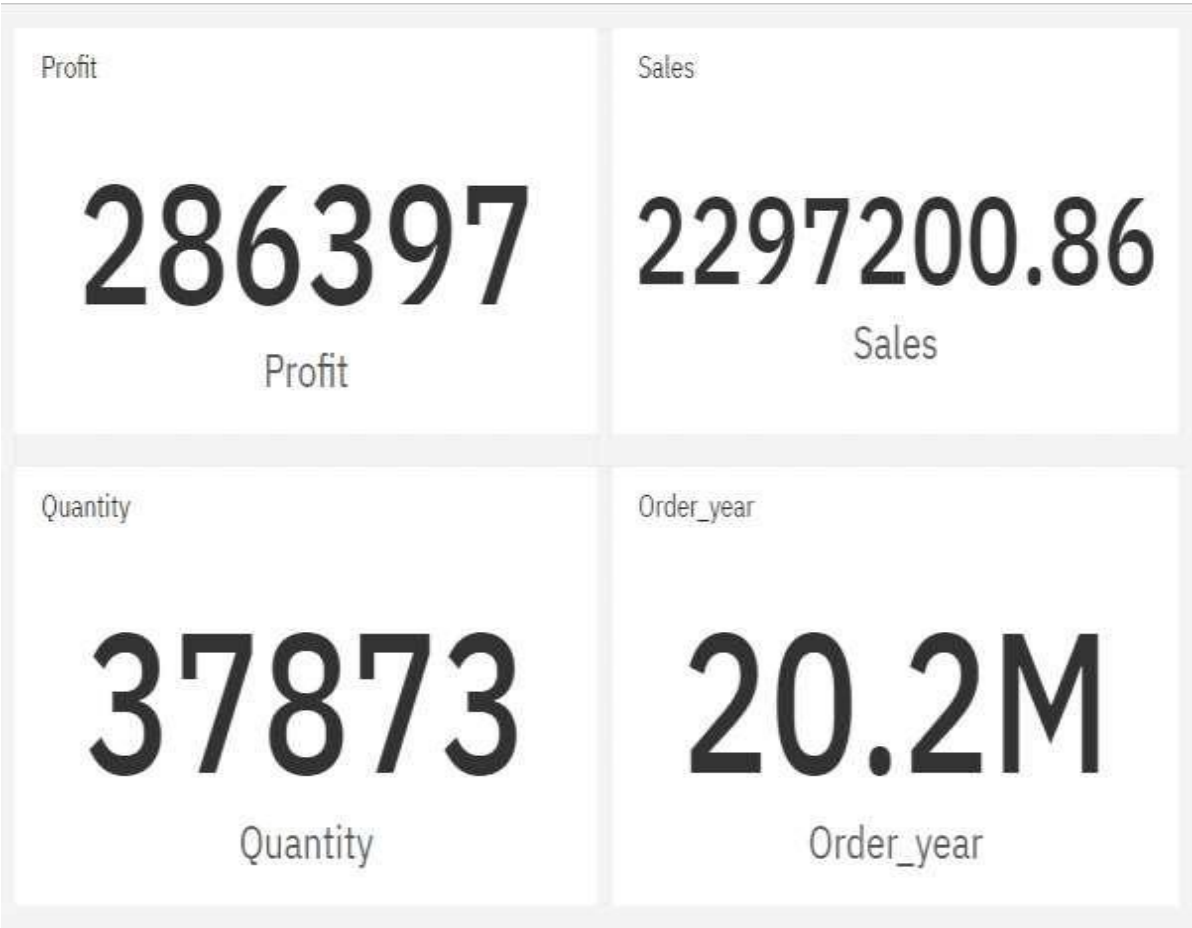 Profit
286397
Profit
Sales
2297200.86
Sales
Quantity
37873
Quantity
Order_year
20.2M
Order_year